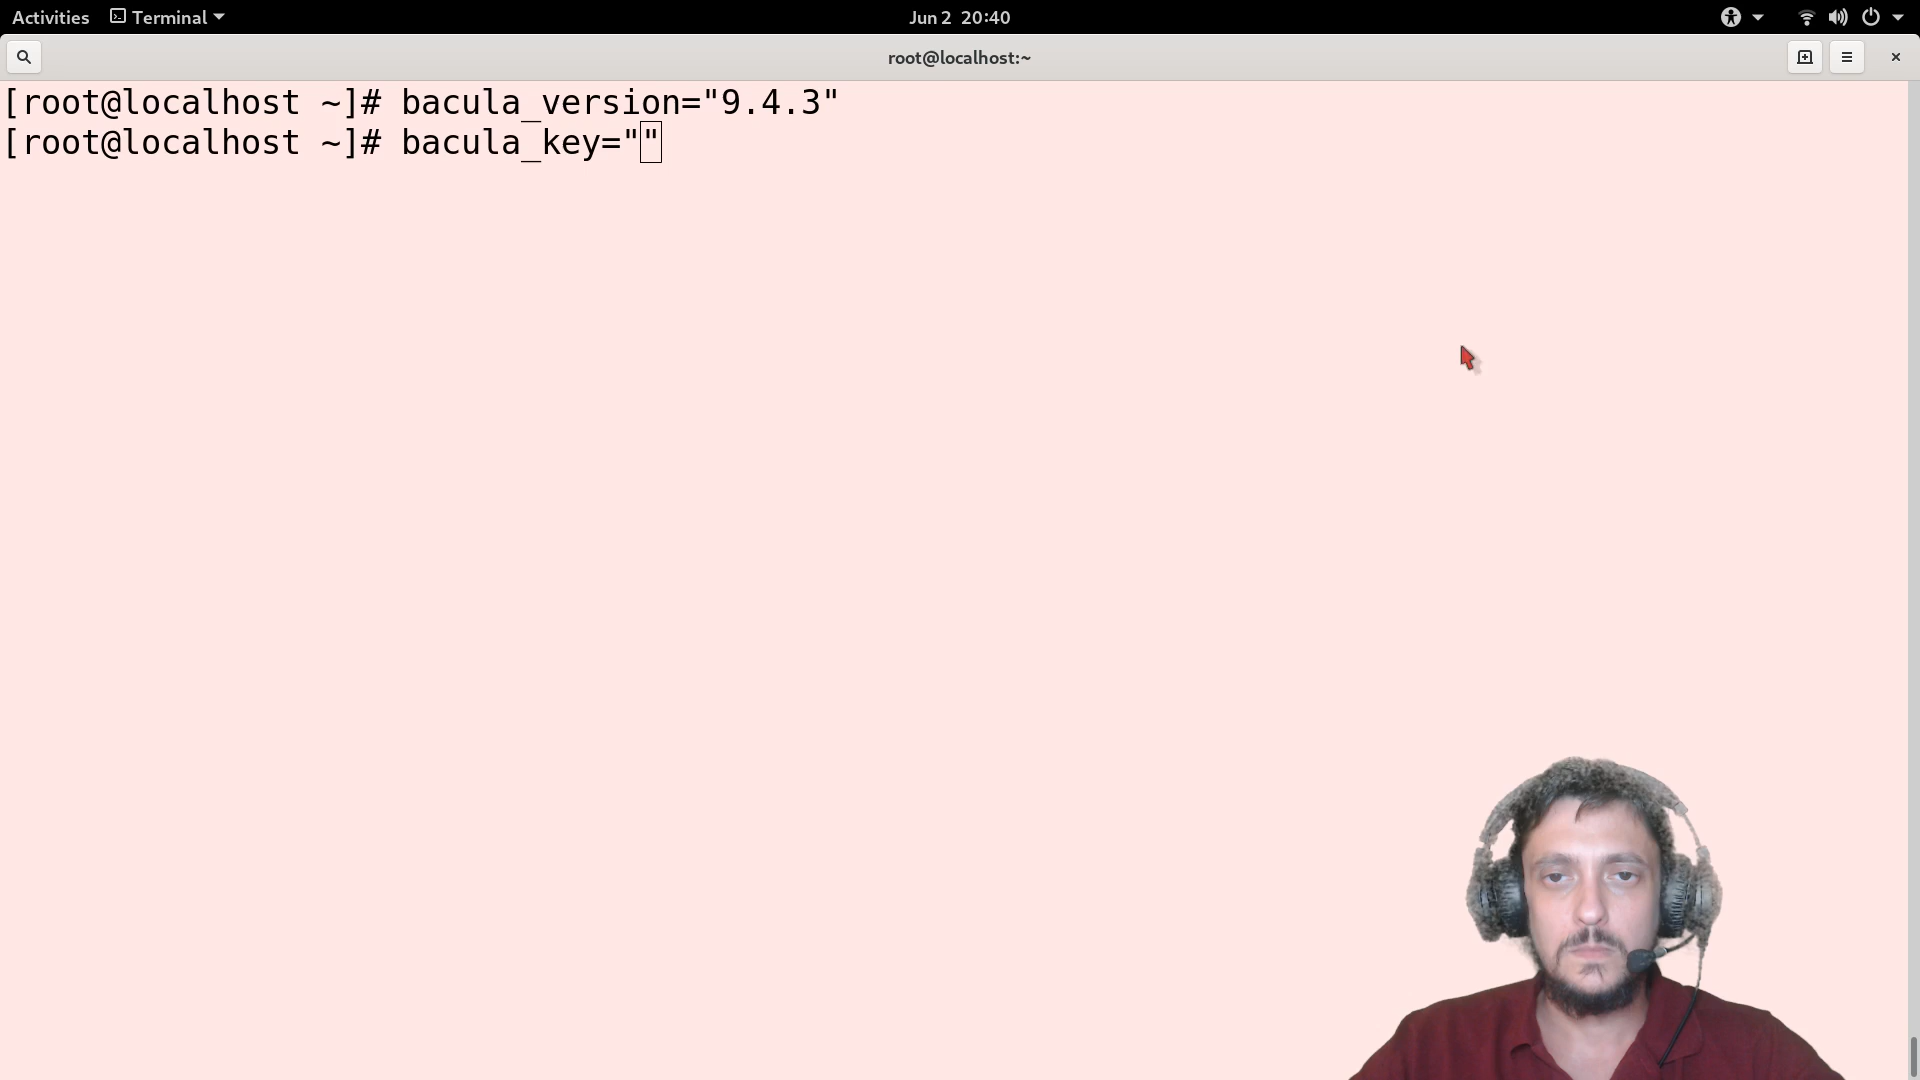 Activities Terminal Jun 2 20:40
root@localhost:~
[root@localhost ~]# bacula_version="9.4.3"
[root@localhost ~]# bacula_key=""